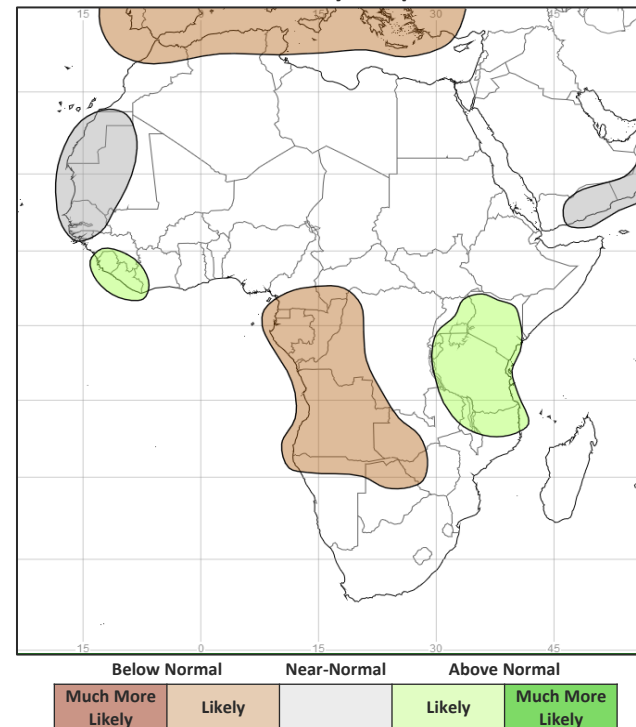 15 15 30 45
15 0 15 30 45
Below Normal Near-Normal Above Normal
Much More Likely Likely Much More
Likely Likely